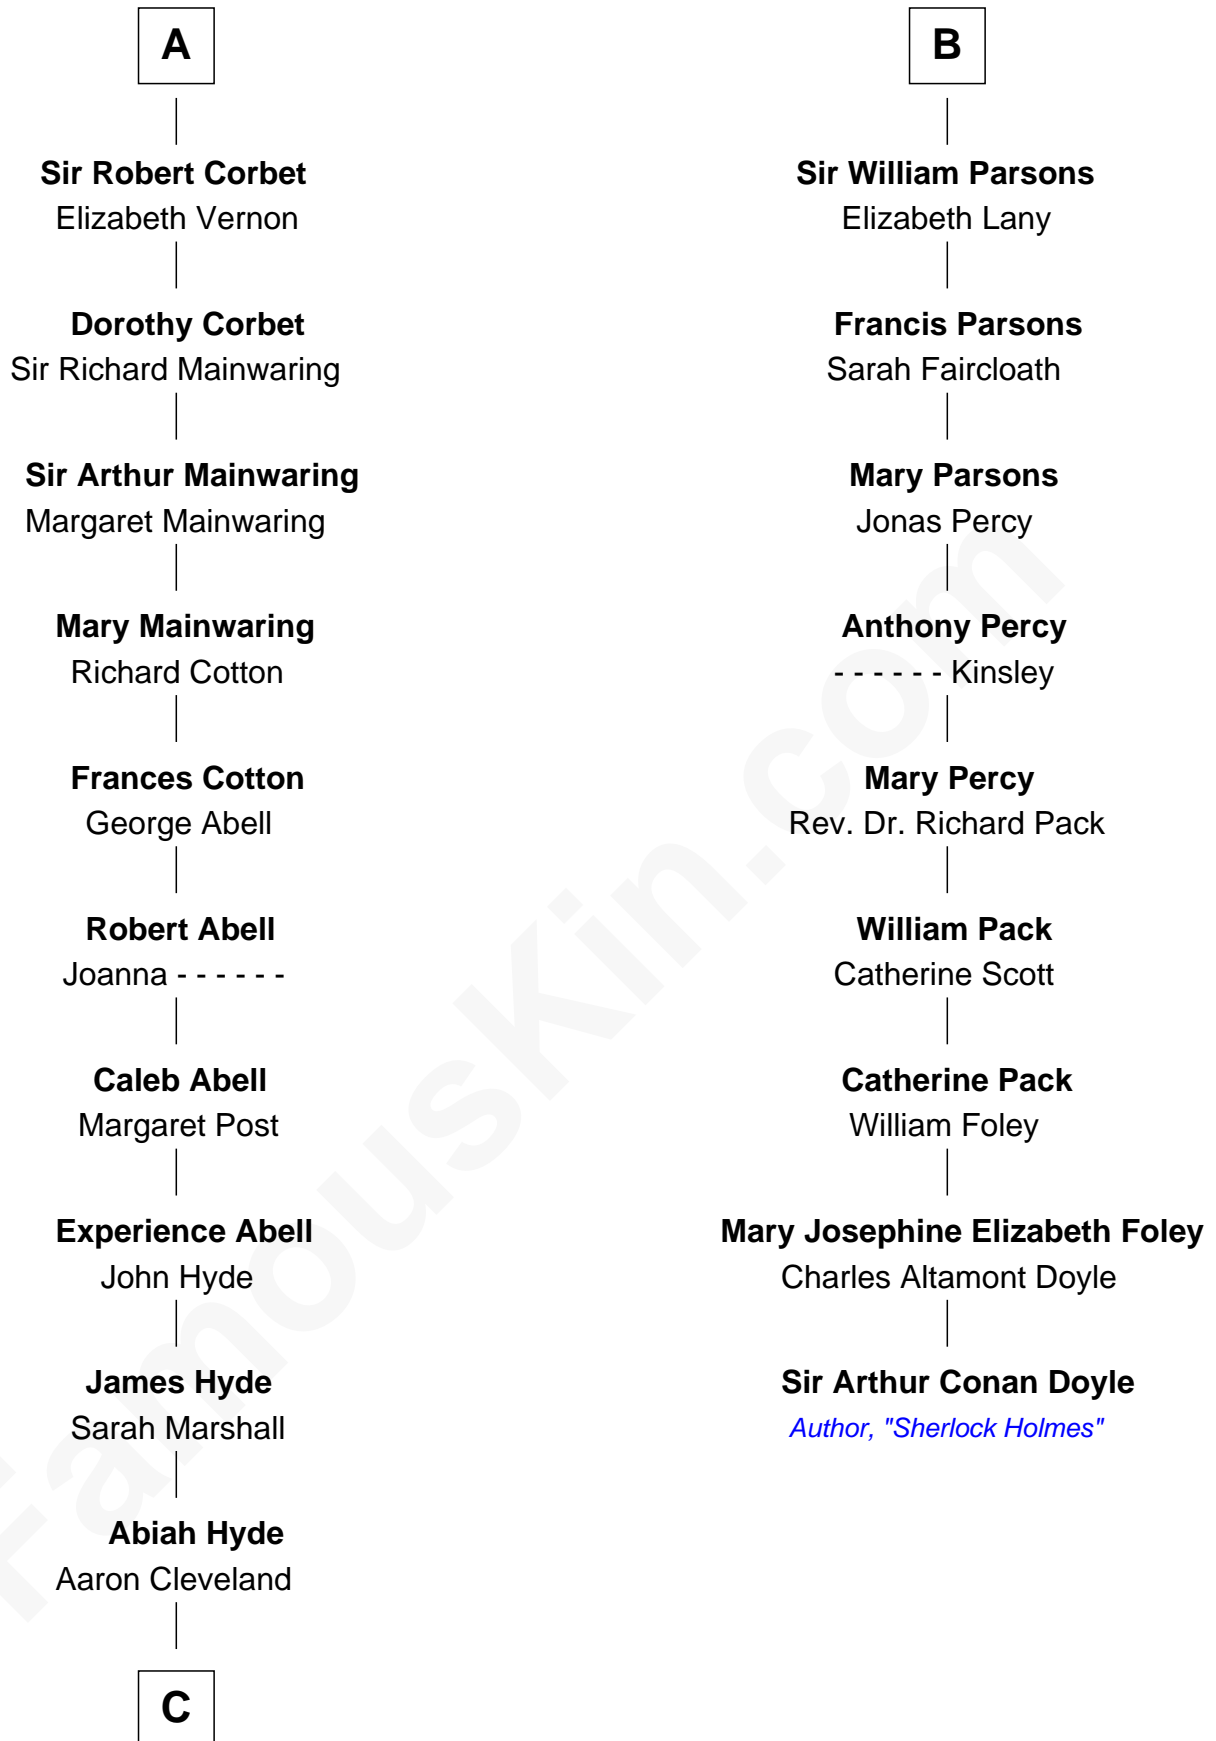 A
Sir Robert Corbet
Elizabeth Vernon
Dorothy Corbet
Sir Richard Mainwaring
Sir Arthur Mainwaring
Margaret Mainwaring
Mary Mainwaring
Richard Cotton
Frances Cotton
George Abell
Robert Abell
Joanna - - - - - -
Caleb Abell
Margaret Post
Experience Abell
John Hyde
James Hyde
Sarah Marshall
Abiah Hyde
Aaron Cleveland
C
B
Sir William Parsons
Elizabeth Lany
Francis Parsons
Sarah Faircloath
Mary Parsons
Jonas Percy
Anthony Percy
- - - - - - Kinsley
Mary Percy
Rev. Dr. Richard Pack
William Pack
Catherine Scott
Catherine Pack
William Foley
Mary Josephine Elizabeth Foley
Charles Altamont Doyle
Sir Arthur Conan Doyle
Author, "Sherlock Holmes"
FamousKin.com